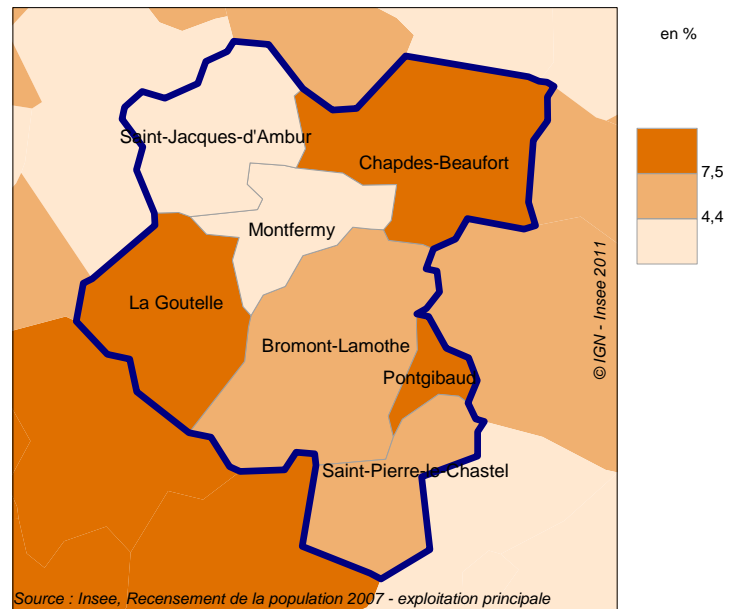 en %
Saint-Jacques-d'Ambur
Chapdes-Beaufort
7,5
4,4
Montfermy
La Goutelle
© IGN - Insee 2011
Bromont-Lamothe
Pontgibaud
Saint-Pierre-le-Chastel
Source : Insee, Recensement de la population 2007 - exploitation principale